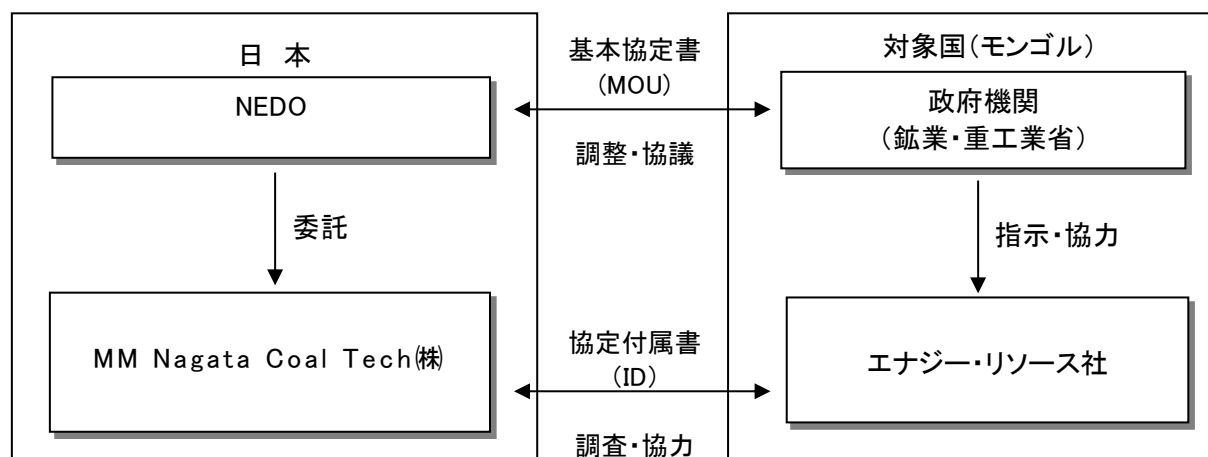 日 本
NEDO
委託
MM Nagata Coal Tech㈱
基本協定書
(MOU)
調整・協議
協定付属書
(ID)
調査・協力
対象国(モンゴル)
政府機関
(鉱業・重工業省)
指示・協力
エナジー・リソース社